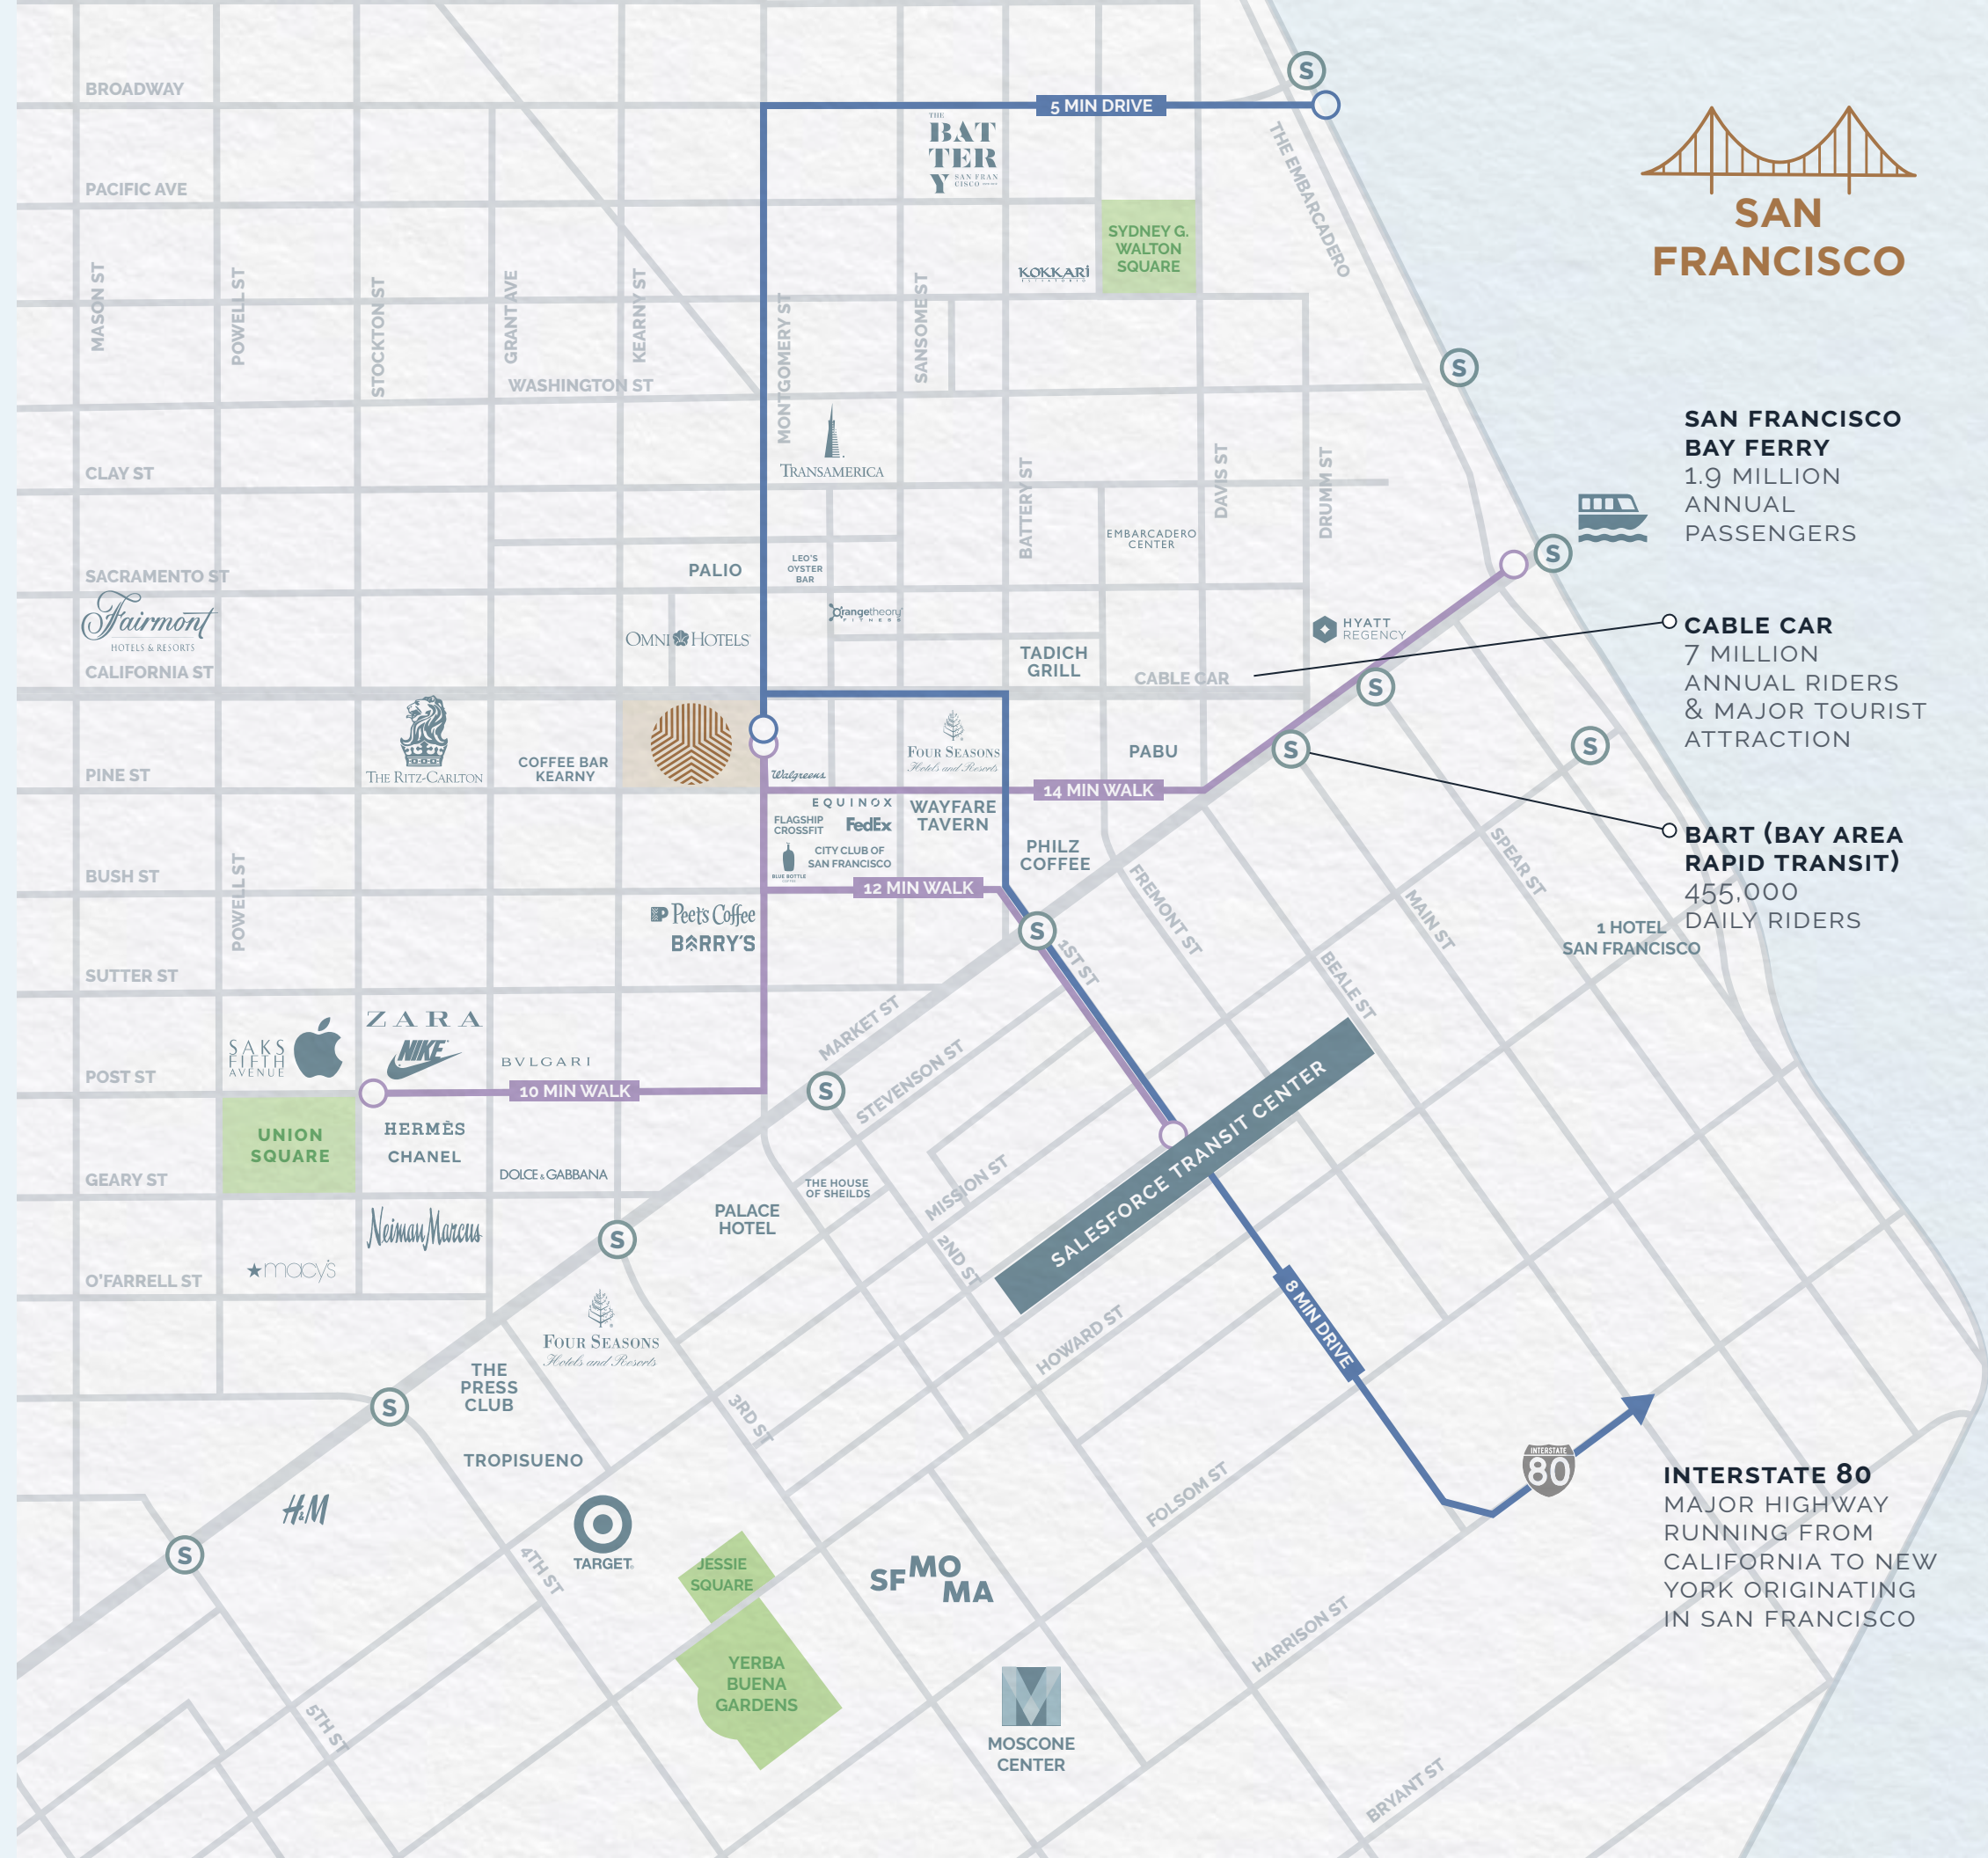 BROADWAY
5 MIN DRIVE
THE
BAT
TER
Y
SAN FRAN
CISCO
THE EMBARCADERO
S
SAN
FRANCISCO
PACIFIC AVE
SYDNEY G.
WALTON
SQUARE
KOKKARI
MASON ST
POWELL ST
STOCKTON ST
GRANT AVE
KEARNY ST
MONTGOMERY ST
SANSOME ST
WASHINGTON ST
S
TRANSAMERICA
CLAY ST
BATTERY ST
DAVIS ST
DRUMM ST
SAN FRANCISCO
BAY FERRY
1.9 MILLION
ANNUAL
PASSENGERS
EMBARCADERO
CENTER
S
SACRAMENTO ST
PALIO
LEO'S
OYSTER
BAR
Fairmont
HOTELS & RESORTS
OMNI HOTELS
Orangetheory
FITNESS
HYATT
REGENCY
CABLE CAR
7 MILLION
ANNUAL RIDERS
& MAJOR TOURIST
ATTRACTION
TADICH
GRILL
CABLE CAR
CALIFORNIA ST
S
THE RITZ-CARLTON
COFFEE BAR
KEARNY
Walgreens
FOUR SEASONS
Hotels and Resorts
PABU
S
S
PINE ST
14 MIN WALK
EQUINOX
FLAGSHIP
CROSSFIT
FedEx
WAYFARE
TAVERN
CITY CLUB OF
SAN FRANCISCO
BLUE BOTTLE
COFFEE
PHILZ
COFFEE
BART (BAY AREA
RAPID TRANSIT)
455,000
DAILY RIDERS
BUSH ST
12 MIN WALK
POWELL ST
Peet's Coffee
BARRY'S
S
1ST ST
FREMONT ST
BEALE ST
MAIN ST
SPEAR ST
1 HOTEL
SAN FRANCISCO
SUTTER ST
MARKET ST
STEVENSON ST
SAKS
FIFTH
AVENUE
ZARA
NIKE
BVLGARI
POST ST
10 MIN WALK
S
UNION
SQUARE
HERMÈS
CHANEL
DOLCE & GABBANA
GEARY ST
THE HOUSE
OF SHEILDS
MISSION ST
SALESFORCE TRANSIT CENTER
PALACE
HOTEL
Neiman Marcus
S
2ND ST
O'FARRELL ST
macy's
HOWARD ST
8 MIN DRIVE
FOUR SEASONS
Hotels and Resorts
THE
PRESS
CLUB
S
3RD ST
TROPISUENO
FOLSOM ST
INTERSTATE
80
INTERSTATE 80
MAJOR HIGHWAY
RUNNING FROM
CALIFORNIA TO NEW
YORK ORIGINATING
IN SAN FRANCISCO
H&M
S
TARGET
4TH ST
JESSIE
SQUARE
SFMOMA
HARRISON ST
YERBA
BUENA
GARDENS
5TH ST
M
MOSCONE
CENTER
BRYANT ST